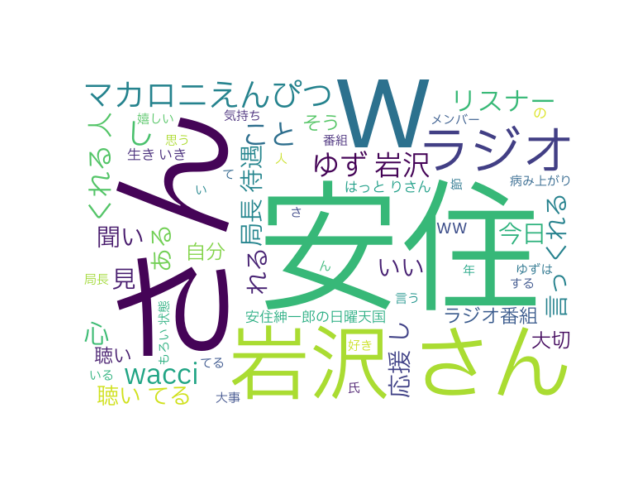 マカロニえんぴつ
w
リスナー
の
くれる 人
し
嬉しい
思う
生き いき
気持ち
こと
そう
番組
メンバー
ラジオ
さん
人
い
て
局長 待遇
ゆず 岩沢
はっと りさん
病み上がり
聞い
ある
自分
れる
さ
安住
ww
今日
言っ くれる
局長
見
ん
いい
年
ゆずは
する
言う
心
もろい 状態
安住紳一郎の日曜天国
ラジオ番組
聴い
wacci
てる
岩沢 さん
好き
応援 し
大切
いる
聴い てる
大事
氏